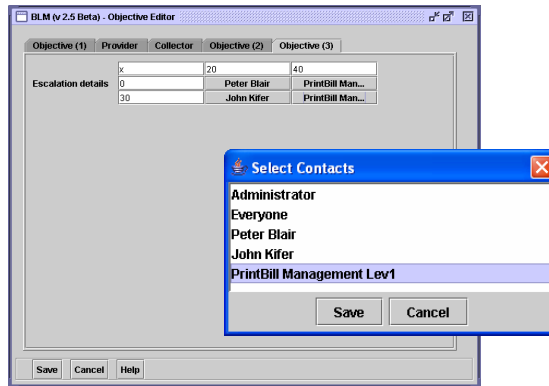 BLM (v 2.5 Beta) - Objective Editor
Objective (1) Provider Collector Objective (2) Objective (3)
x 20 40
Escalation details 0 Peter Blair PrintBill Man...
30 John Kifer PrintBill Man...
Select Contacts
Administrator
Everyone
Peter Blair
John Kifer
PrintBill Management Lev1
Save Cancel
Save Cancel Help